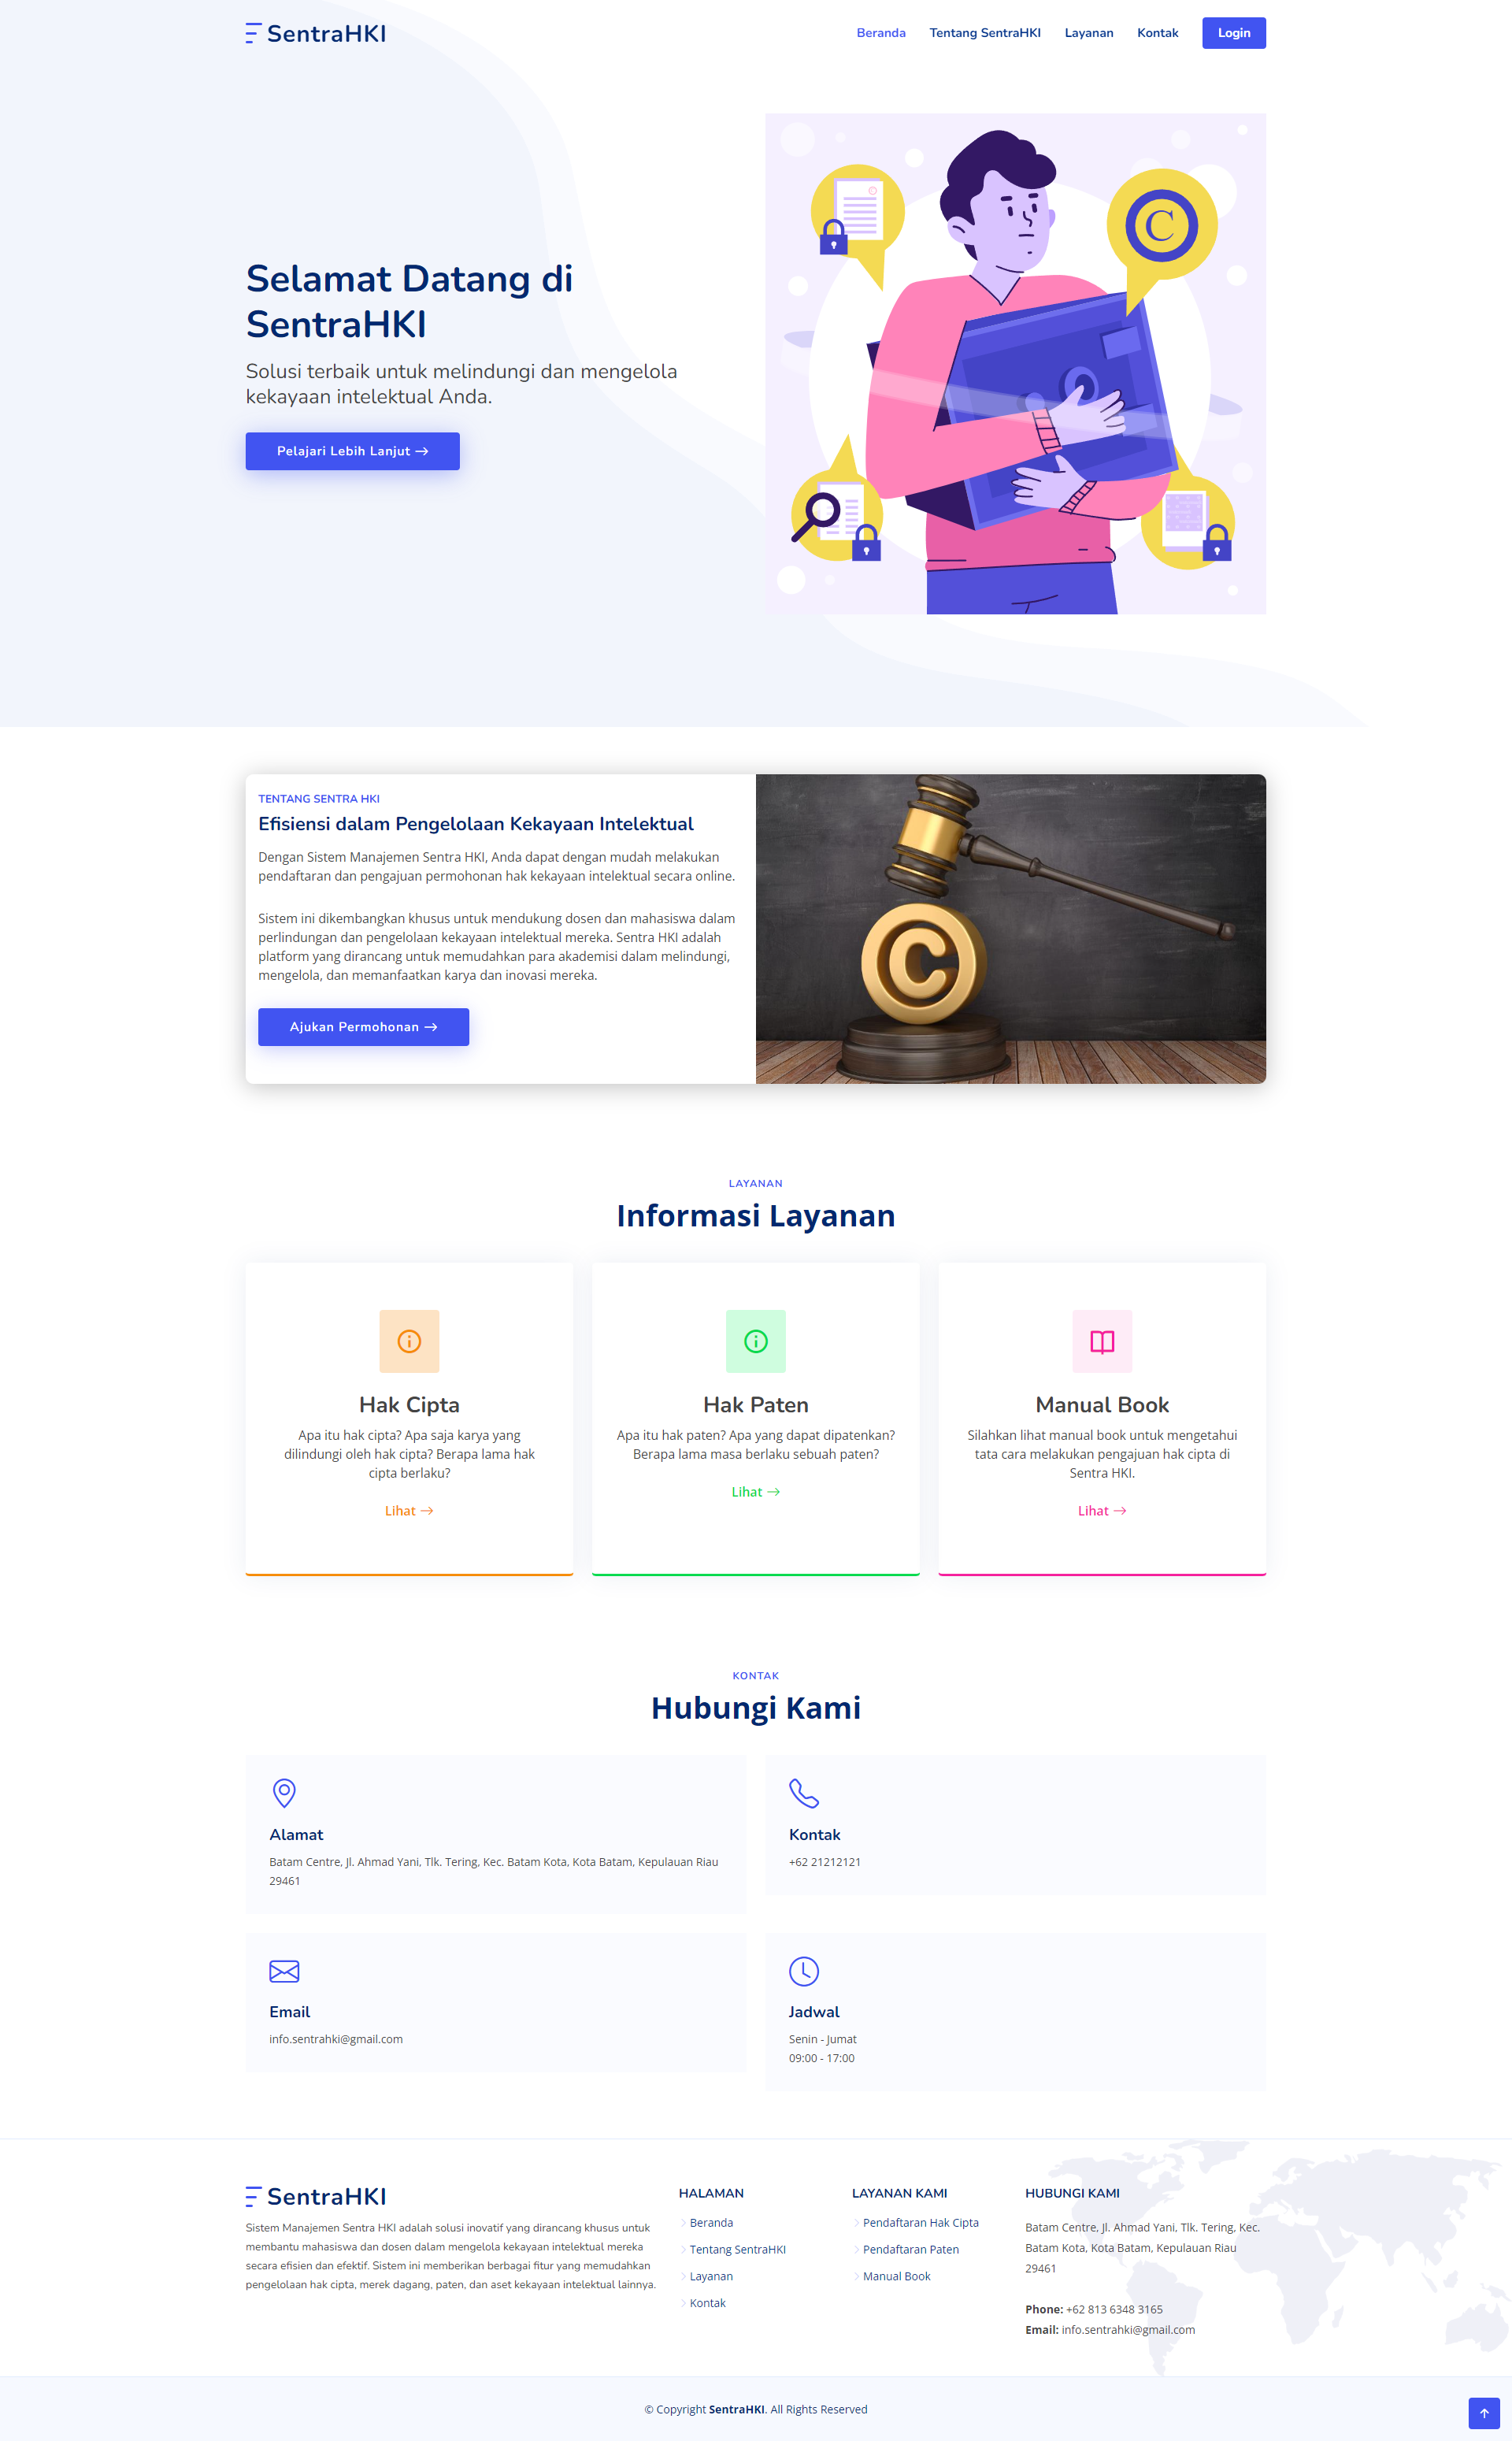 SentraHKI
Beranda
Tentang SentraHKI
Layanan
Kontak
Login
Selamat Datang di
SentraHKI
Solusi terbaik untuk melindungi dan mengelola
kekayaan intelektual Anda.
Pelajari Lebih Lanjut →
C
TENTANG SENTRA HKI
Efisiensi dalam Pengelolaan Kekayaan Intelektual
Dengan Sistem Manajemen Sentra HKI, Anda dapat dengan mudah melakukan
pendaftaran dan pengajuan permohonan hak kekayaan intelektual secara online.
Sistem ini dikembangkan khusus untuk mendukung dosen dan mahasiswa dalam
perlindungan dan pengelolaan kekayaan intelektual mereka. Sentra HKI adalah
platform yang dirancang untuk memudahkan para akademisi dalam melindungi,
mengelola, dan memanfaatkan karya dan inovasi mereka.
Ajukan Permohonan →
©
LAYANAN
Informasi Layanan
Hak Cipta
Apa itu hak cipta? Apa saja karya yang
dilindungi oleh hak cipta? Berapa lama hak
cipta berlaku?
Lihat →
Hak Paten
Apa itu hak paten? Apa yang dapat dipatenkan?
Berapa lama masa berlaku sebuah paten?
Lihat →
Manual Book
Silahkan lihat manual book untuk mengetahui
tata cara melakukan pengajuan hak cipta di
Sentra HKI.
Lihat →
KONTAK
Hubungi Kami
Alamat
Batam Centre, Jl. Ahmad Yani, Tlk. Tering, Kec. Batam Kota, Kota Batam, Kepulauan Riau
29461
Kontak
+62 21212121
Email
info.sentrahki@gmail.com
Jadwal
Senin - Jumat
09:00 - 17:00
SentraHKI
Sistem Manajemen Sentra HKI adalah solusi inovatif yang dirancang khusus untuk
membantu mahasiswa dan dosen dalam mengelola kekayaan intelektual mereka
secara efisien dan efektif. Sistem ini memberikan berbagai fitur yang memudahkan
pengelolaan hak cipta, merek dagang, paten, dan aset kekayaan intelektual lainnya.
HALAMAN
Beranda
Tentang SentraHKI
Layanan
Kontak
LAYANAN KAMI
Pendaftaran Hak Cipta
Pendaftaran Paten
Manual Book
HUBUNGI KAMI
Batam Centre, Jl. Ahmad Yani, Tlk. Tering, Kec.
Batam Kota, Kota Batam, Kepulauan Riau
29461
Phone: +62 813 6348 3165
Email: info.sentrahki@gmail.com
© Copyright SentraHKI. All Rights Reserved